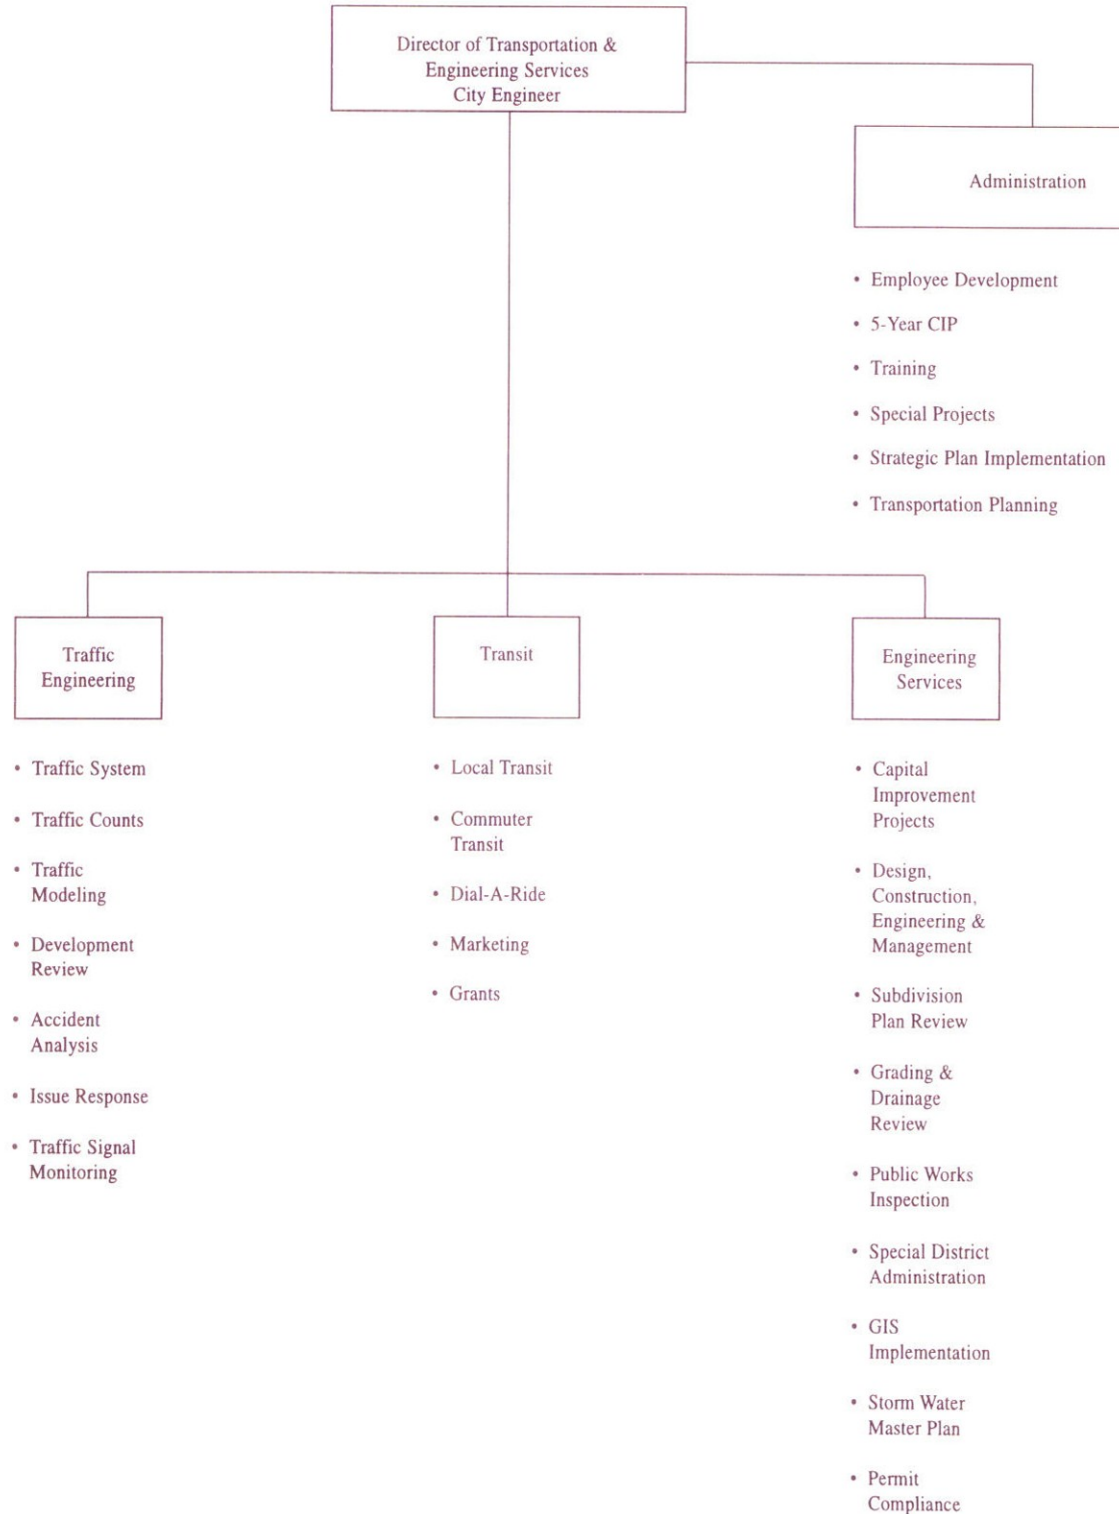 Director of Transportation &
Engineering Services
City Engineer
Administration
• Employee Development
• 5-Year CIP
• Training
• Special Projects
• Strategic Plan Implementation
• Transportation Planning
Traffic
Engineering
• Traffic System
• Traffic Counts
• Traffic
Modeling
• Development
Review
• Accident
Analysis
• Issue Response
• Traffic Signal
Monitoring
Transit
• Local Transit
• Commuter
Transit
• Dial-A-Ride
• Marketing
• Grants
Engineering
Services
• Capital
Improvement
Projects
• Design,
Construction,
Engineering &
Management
• Subdivision
Plan Review
• Grading &
Drainage
Review
• Public Works
Inspection
• Special District
Administration
• GIS
Implementation
• Storm Water
Master Plan
• Permit
Compliance